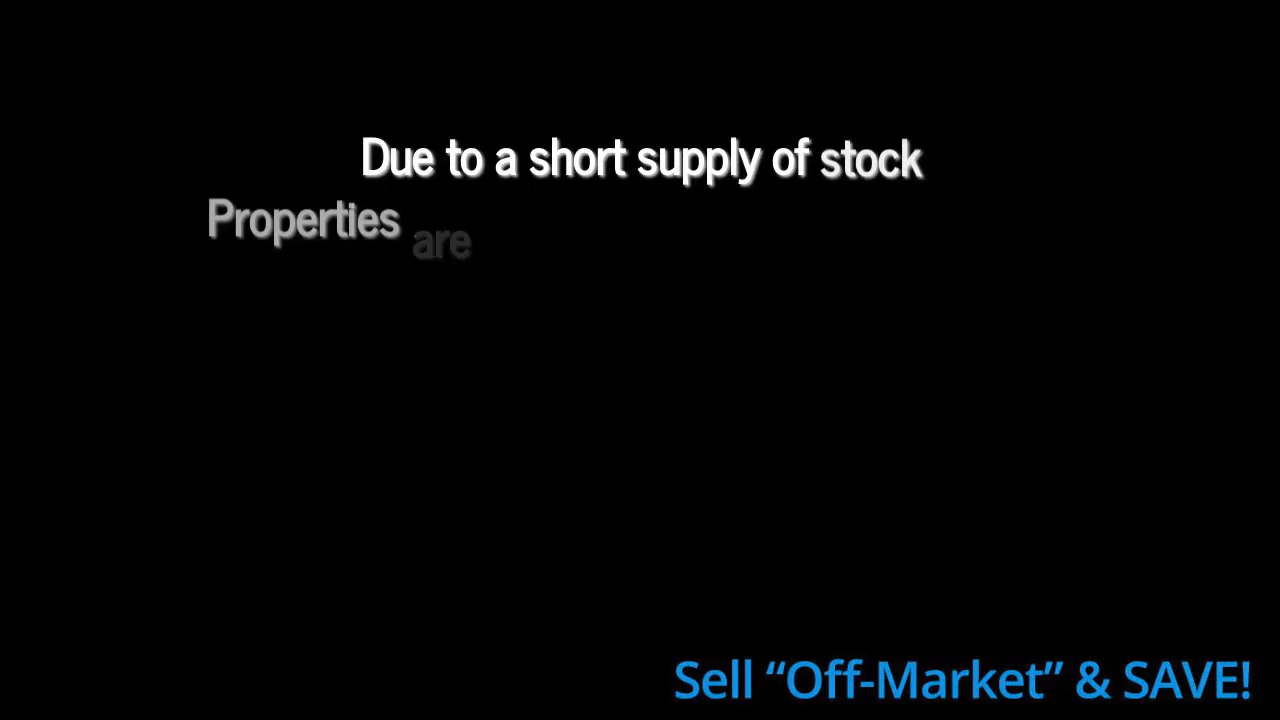 Due to a short supply of stock
Properties are
Sell “Off-Market” & SAVE!